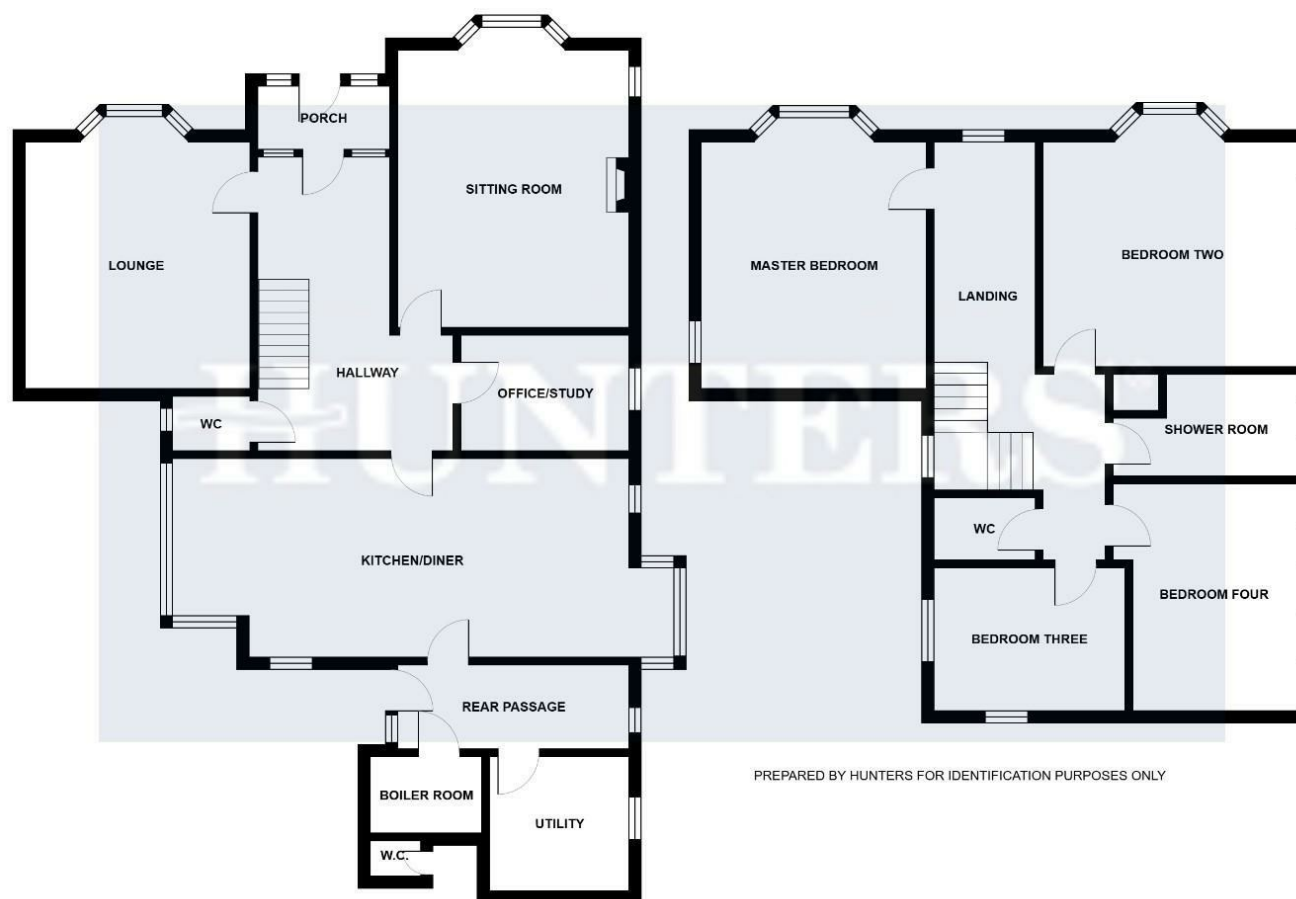 PORCH
SITTING ROOM
LOUNGE
HALLWAY
OFFICE/STUDY
WC
KITCHEN/DINER
REAR PASSAGE
BOILER ROOM
UTILITY
W.C.
MASTER BEDROOM
BEDROOM TWO
LANDING
SHOWER ROOM
WC
BEDROOM FOUR
BEDROOM THREE
HUNTERS
PREPARED BY HUNTERS FOR IDENTIFICATION PURPOSES ONLY